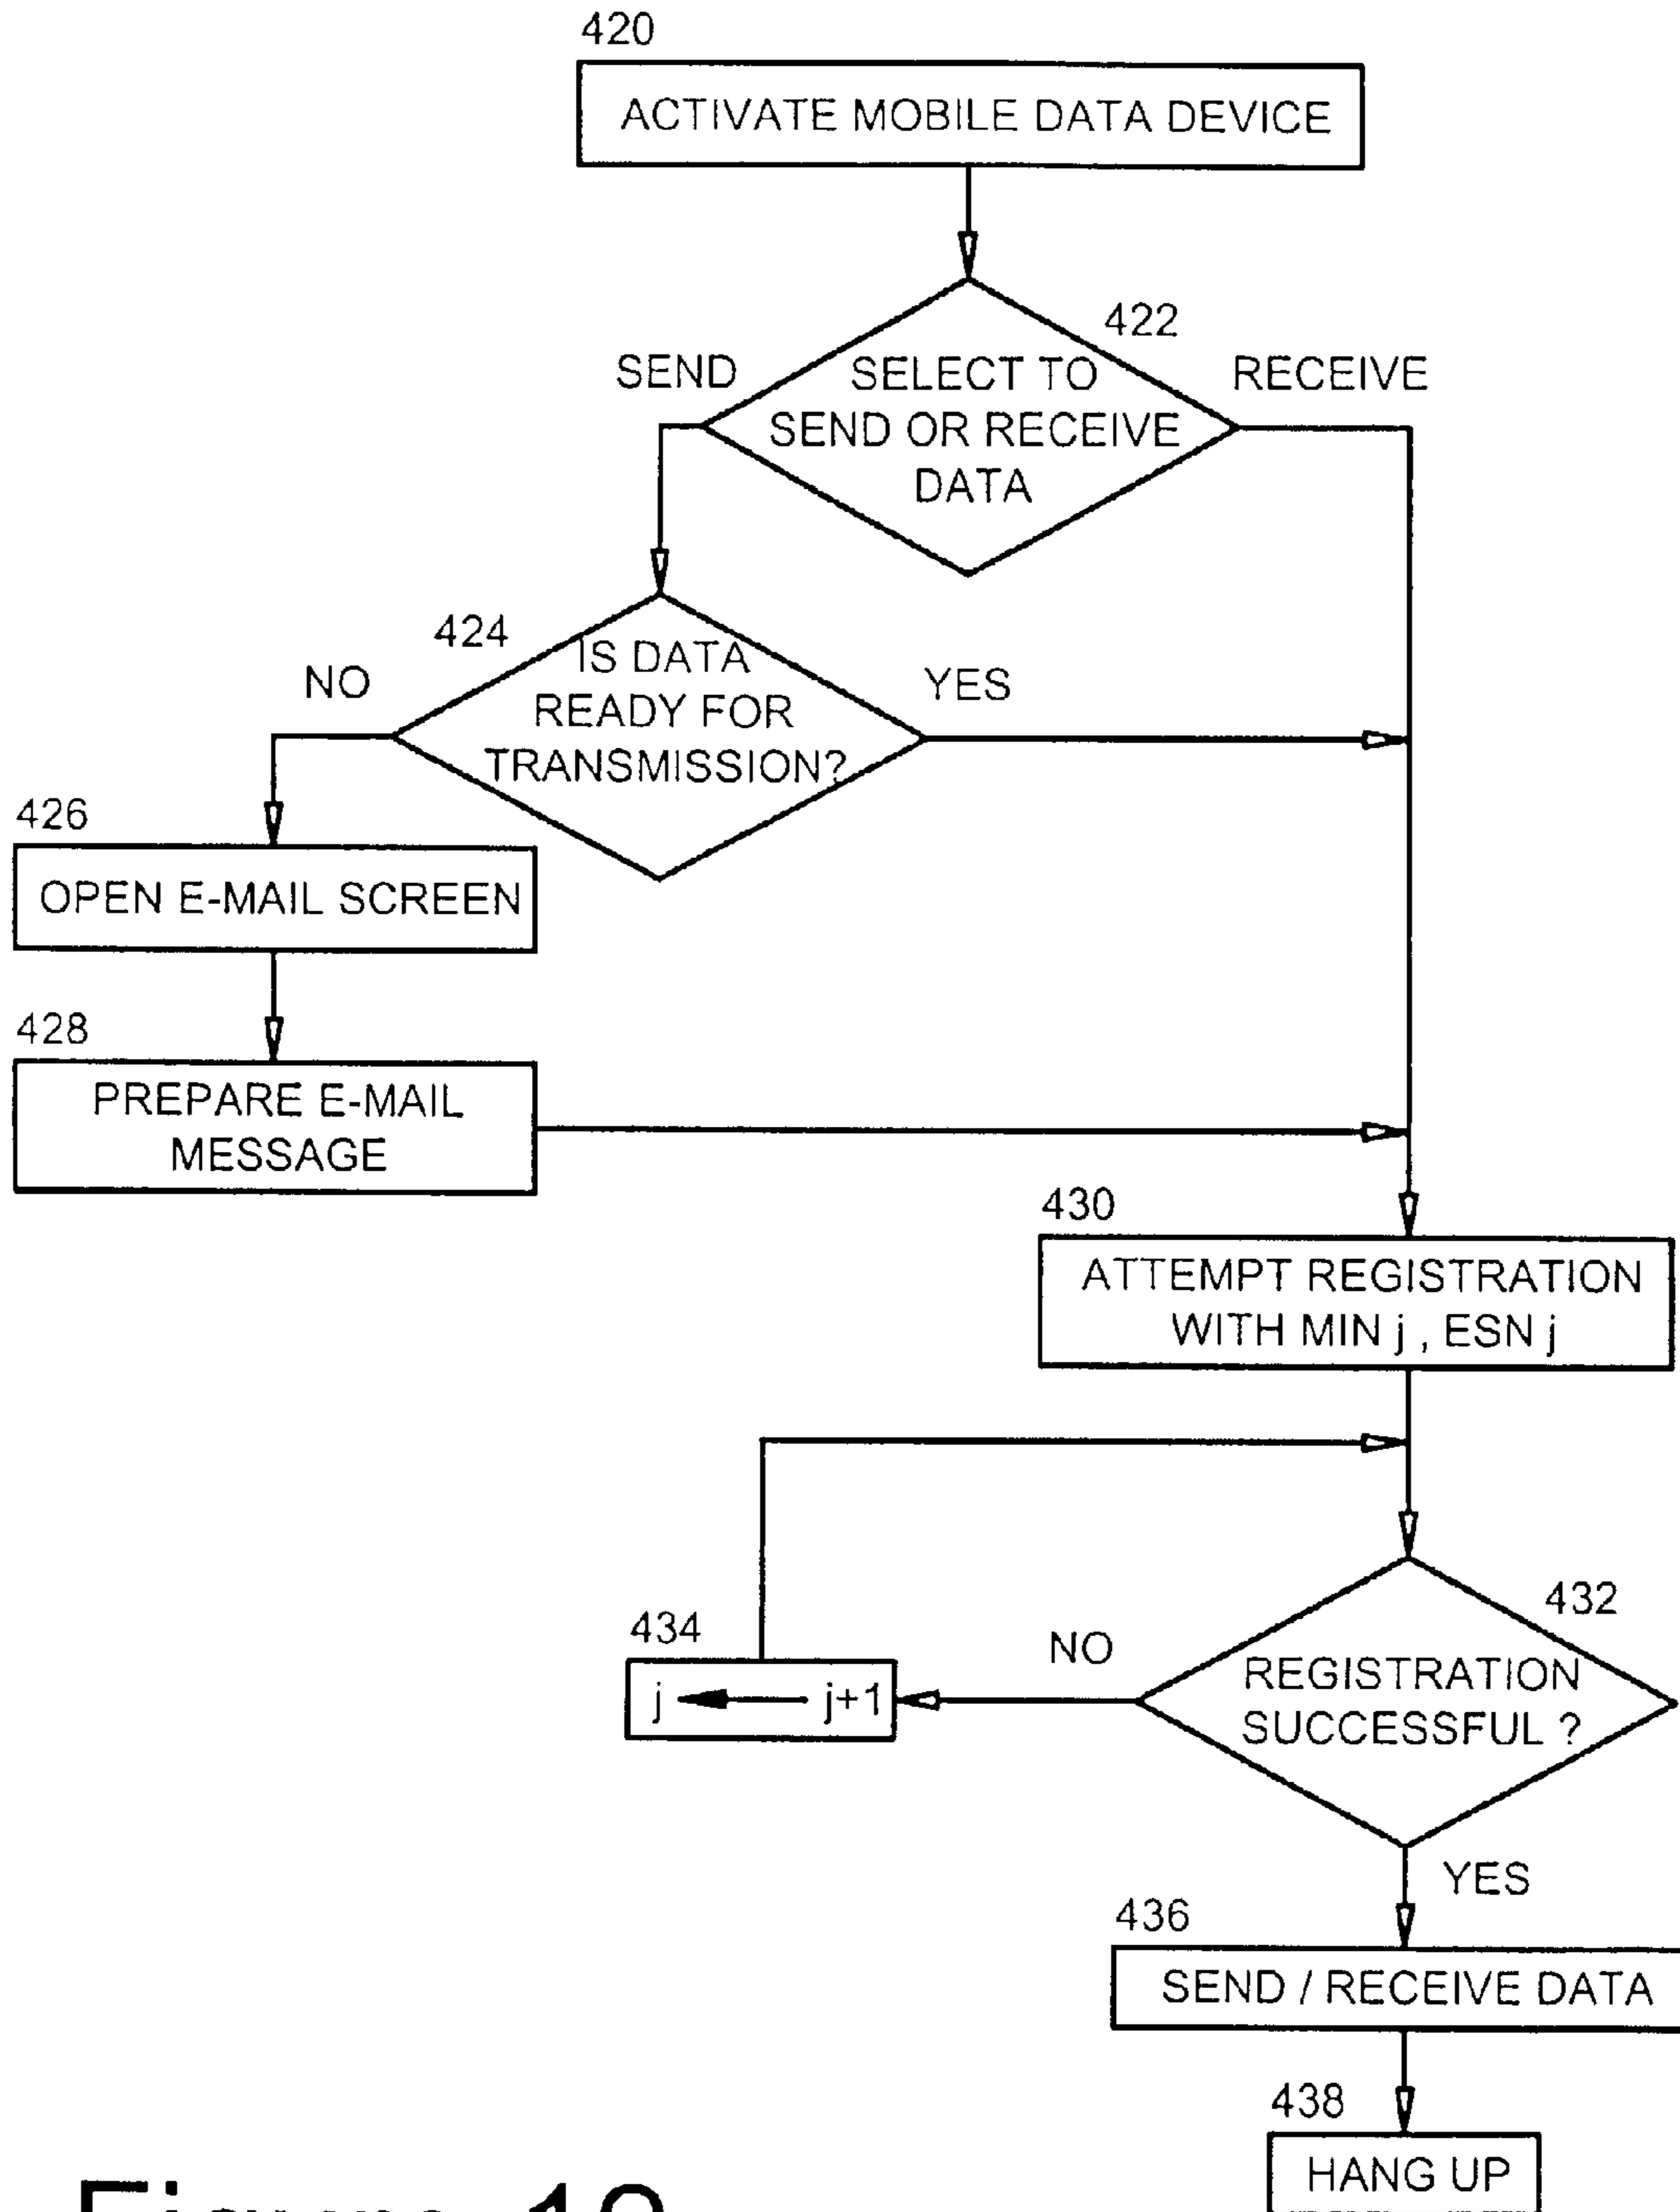 420
ACTIVATE MOBILE DATA DEVICE
422
SEND
SELECT TO
SEND OR RECEIVE
DATA
RECEIVE
424
NO
IS DATA
READY FOR
TRANSMISSION?
YES
426
OPEN E-MAIL SCREEN
428
PREPARE E-MAIL
MESSAGE
430
ATTEMPT REGISTRATION
WITH MIN j , ESN j
432
434
NO
j j+1
REGISTRATION
SUCCESSFUL ?
YES
436
SEND / RECEIVE DATA
438
HANG UP
Figure